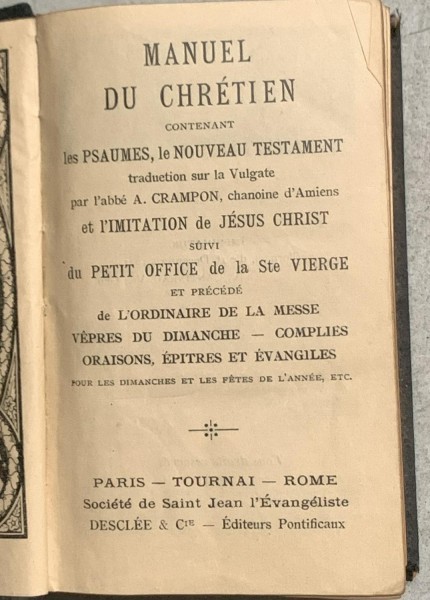 MANUEL
DU CHRÉTIEN
CONTENANT
les PSAUMES, le NOUVEAU TESTAMENT
traduction sur la Vulgate
par l'abbé A. CRAMPON, chanoine d'Amiens
et l'IMITATION de JÉSUS CHRIST
SUIVI
du PETIT OFFICE de la Ste VIERGE
ET PRÉCÉDÉ
de L'ORDINAIRE DE LA MESSE
VÊPRES DU DIMANCHE — COMPLIES
ORAISONS, ÉPITRES ET ÉVANGILES
POUR LES DIMANCHES ET LES FÊTES DE L'ANNÉE, ETC.
PARIS — TOURNAI — ROME
Société de Saint Jean l'Évangéliste
DESCLÉE & CIE — Éditeurs Pontificaux